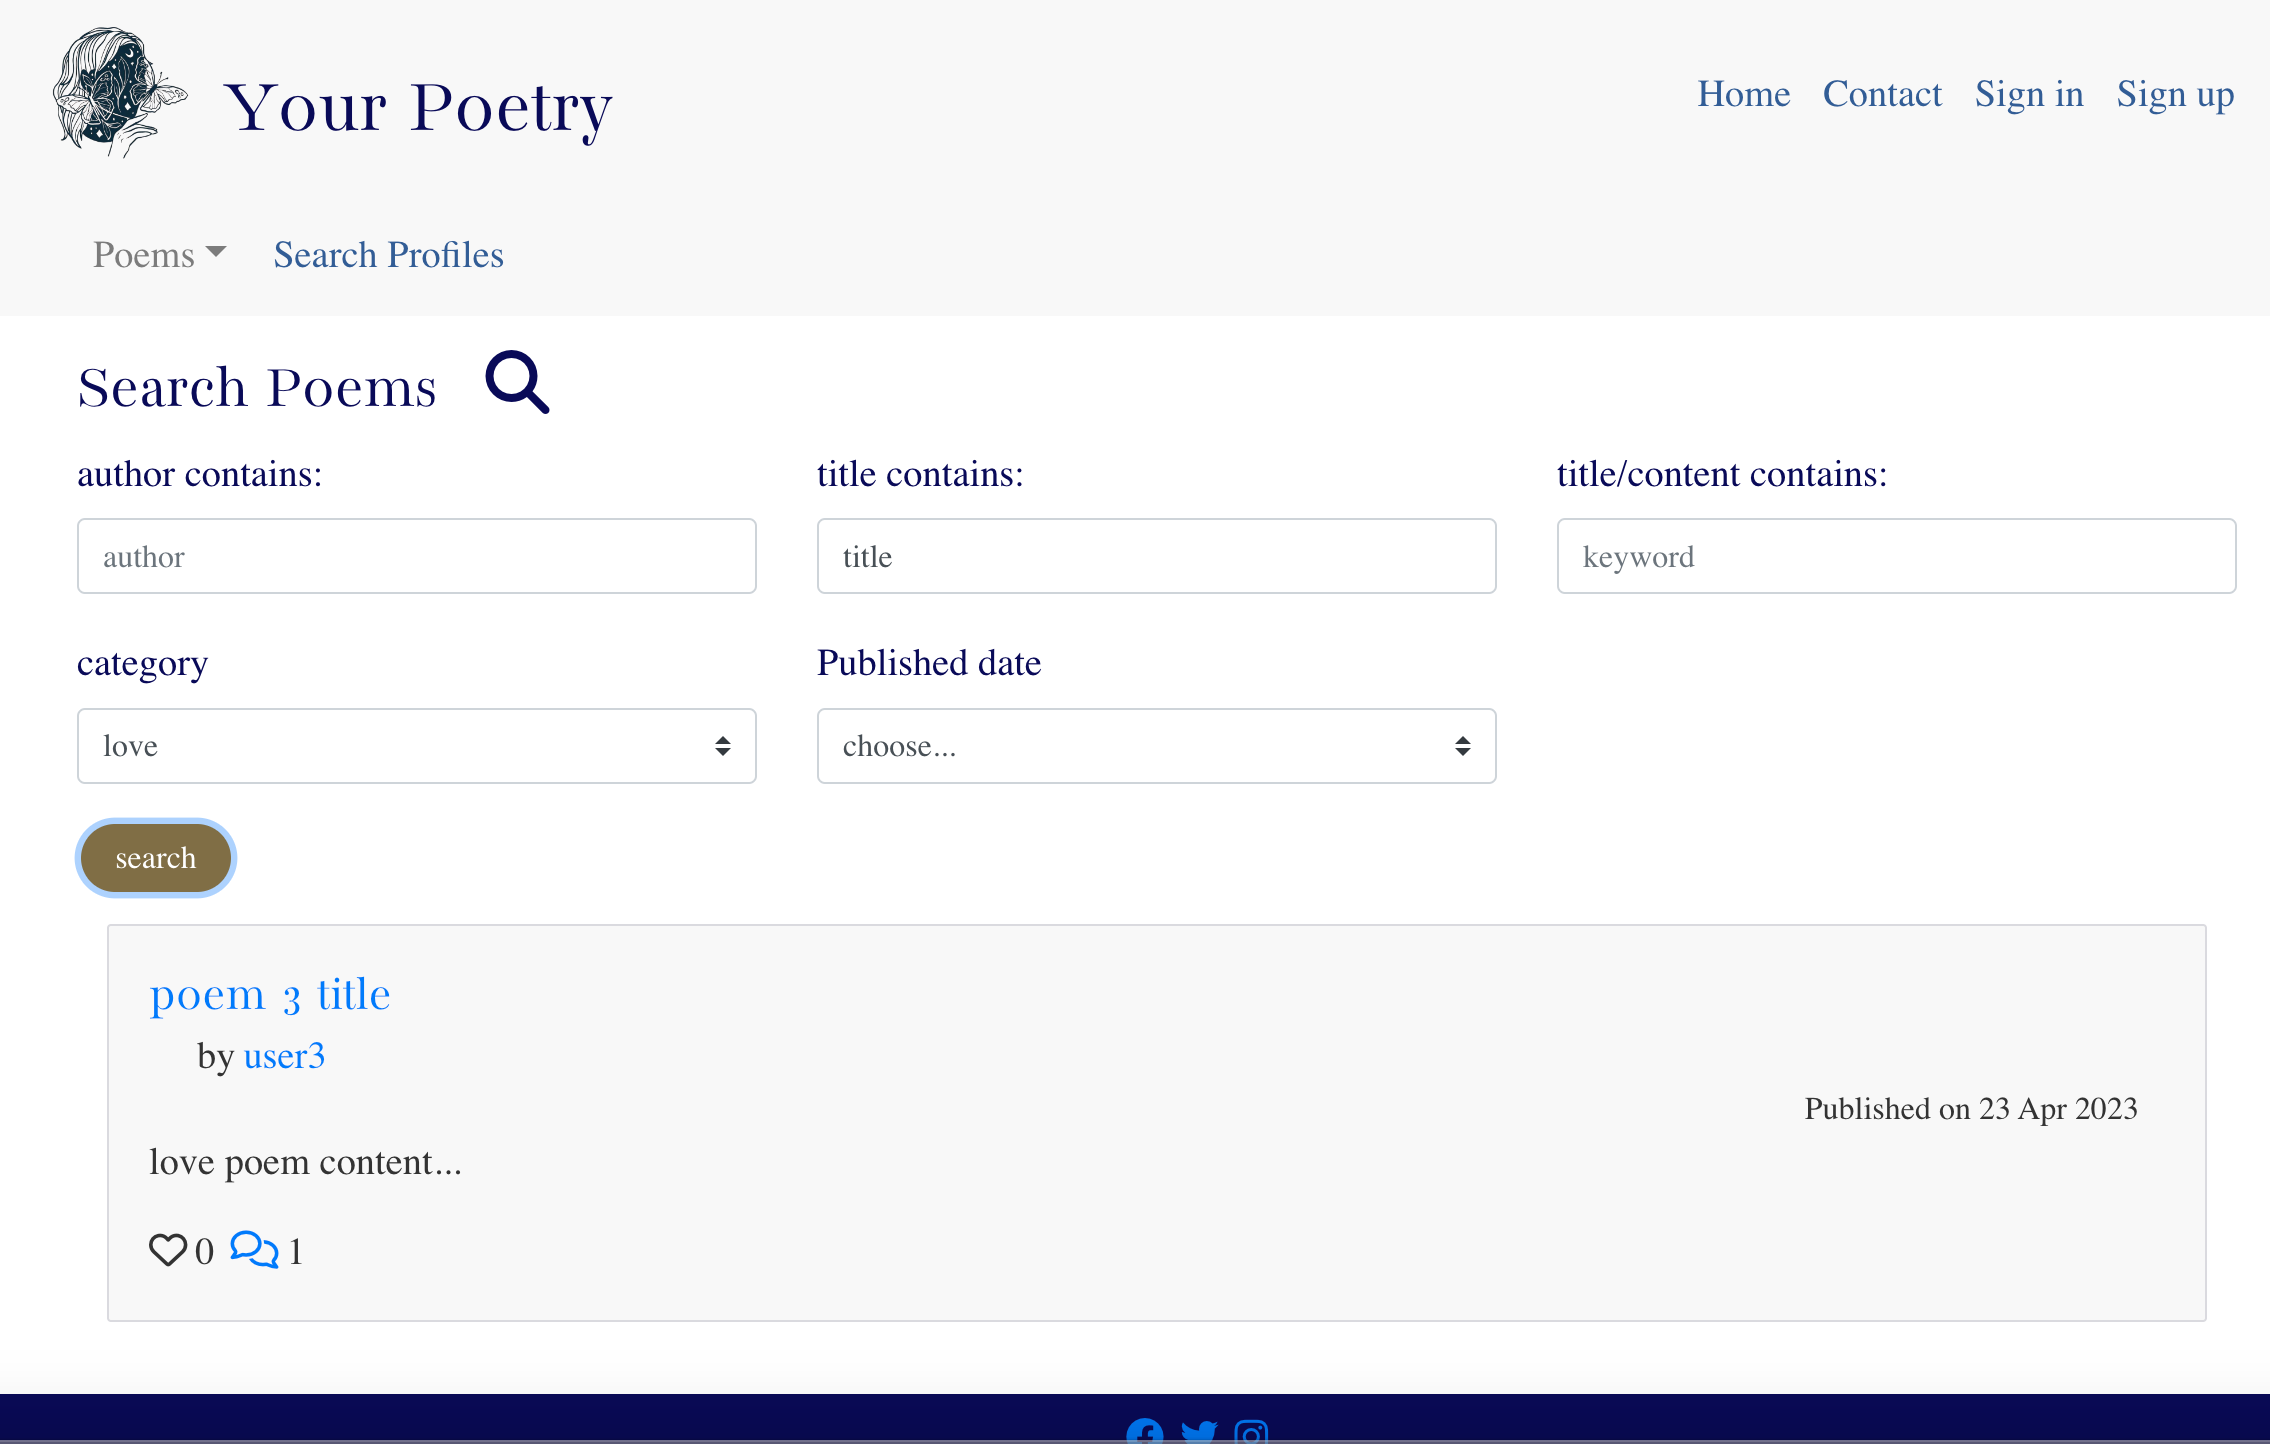 Your Poetry
Home Contact Sign in Sign up
Poems Search Profiles
Search Poems
author contains: title contains: title/content contains:
author title keyword
category Published date
love choose...
search
poem 3 title
by user3
Published on 23 Apr 2023
love poem content...
0 1